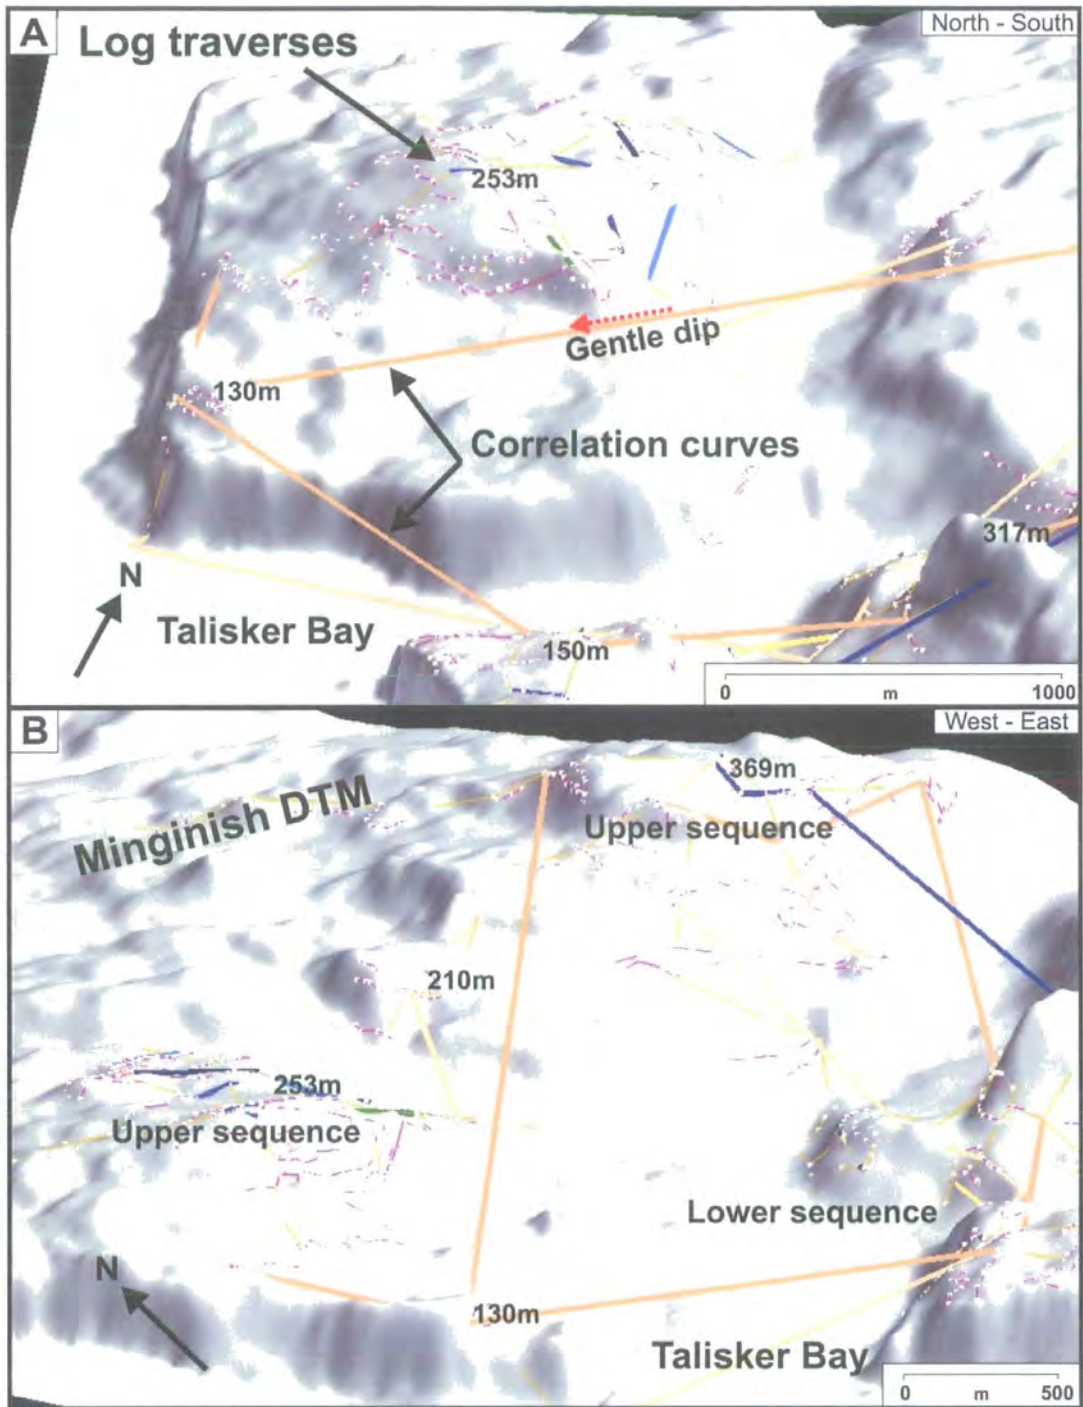 A
North - South
Log traverses
253m
Gentle dip
130m
Correlation curves
317m
N
Talisker Bay
150m
0 m 1000
B
West - East
369m
Minginish DTM
Upper sequence
210m
253m
Upper sequence
Lower sequence
N
130m
Talisker Bay
0 m 500